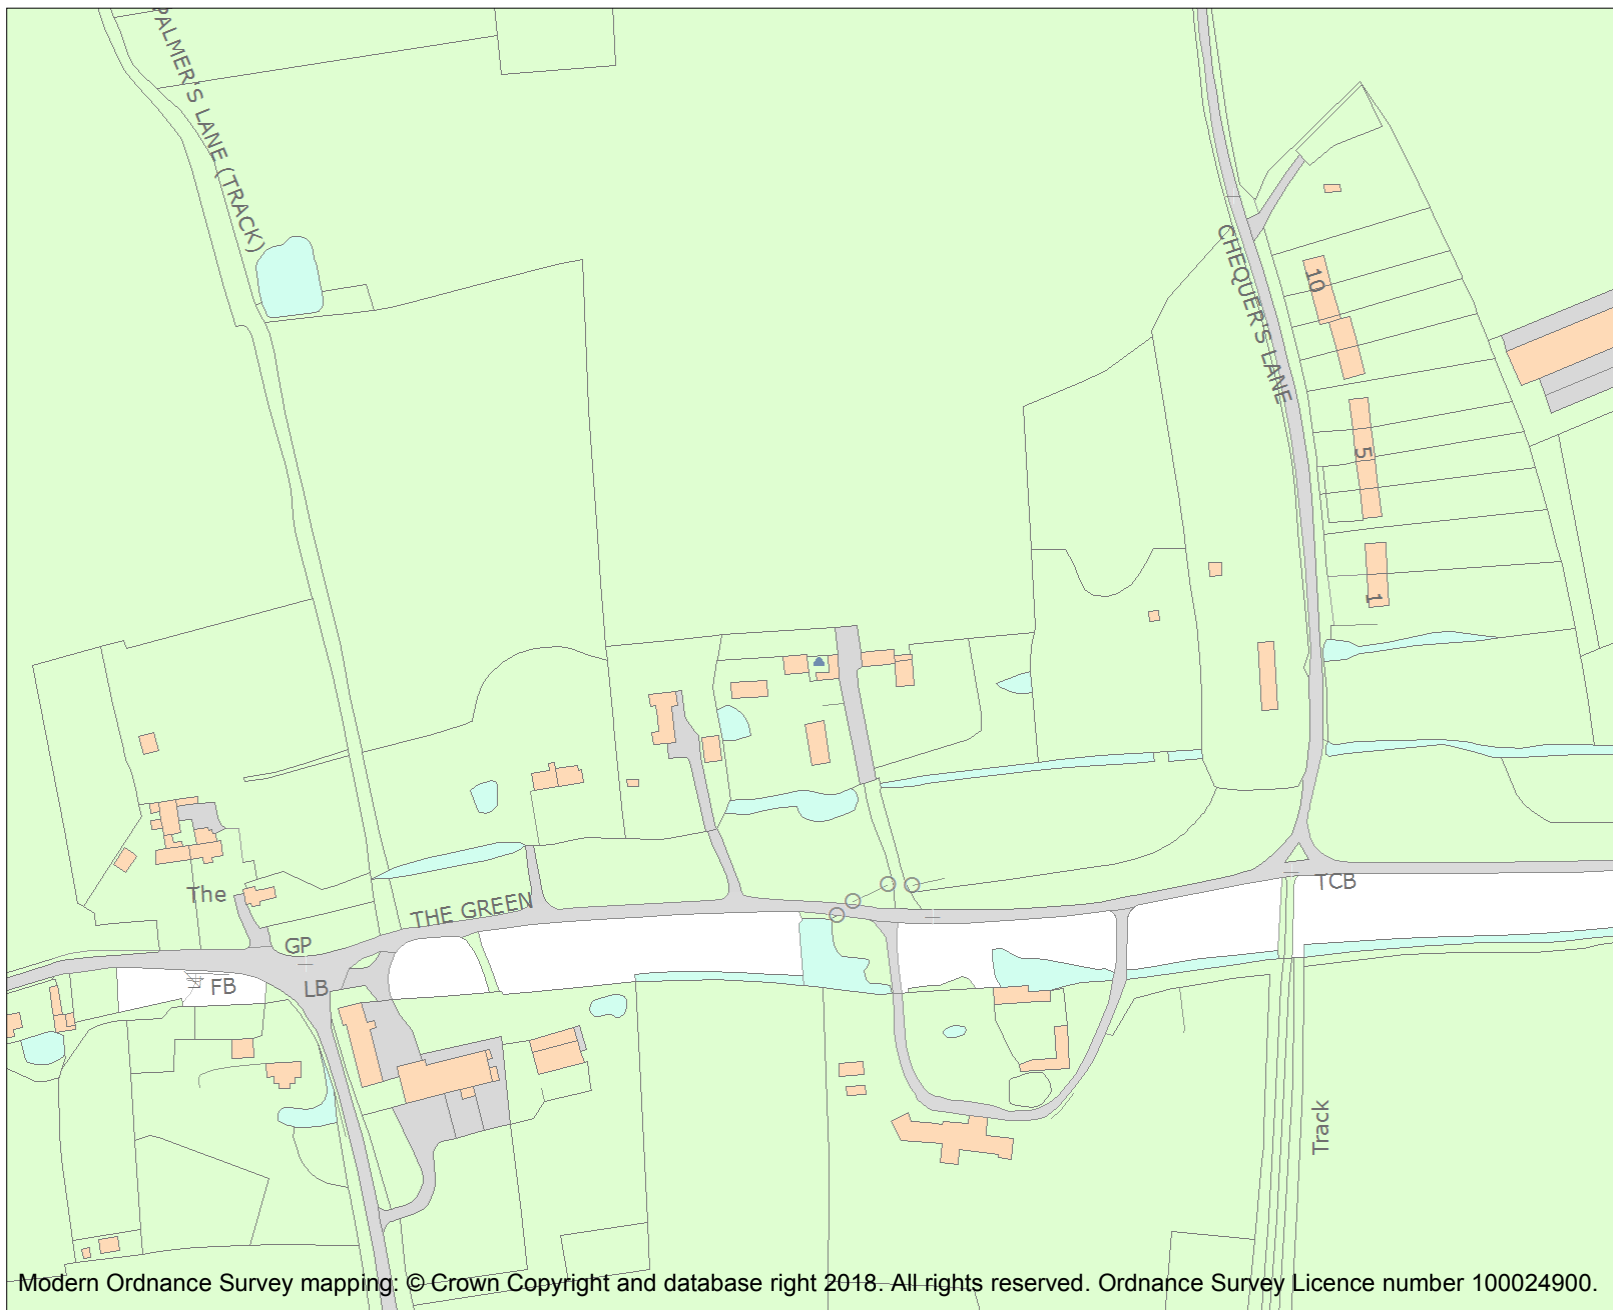 PALMER'S LANE (TRACK)
CHEQUER'S LANE
10
5
1
The
THE GREEN
TCB
GP
FB
LB
Track
Modern Ordnance Survey mapping: © Crown Copyright and database right 2018. All rights reserved. Ordnance Survey Licence number 100024900.